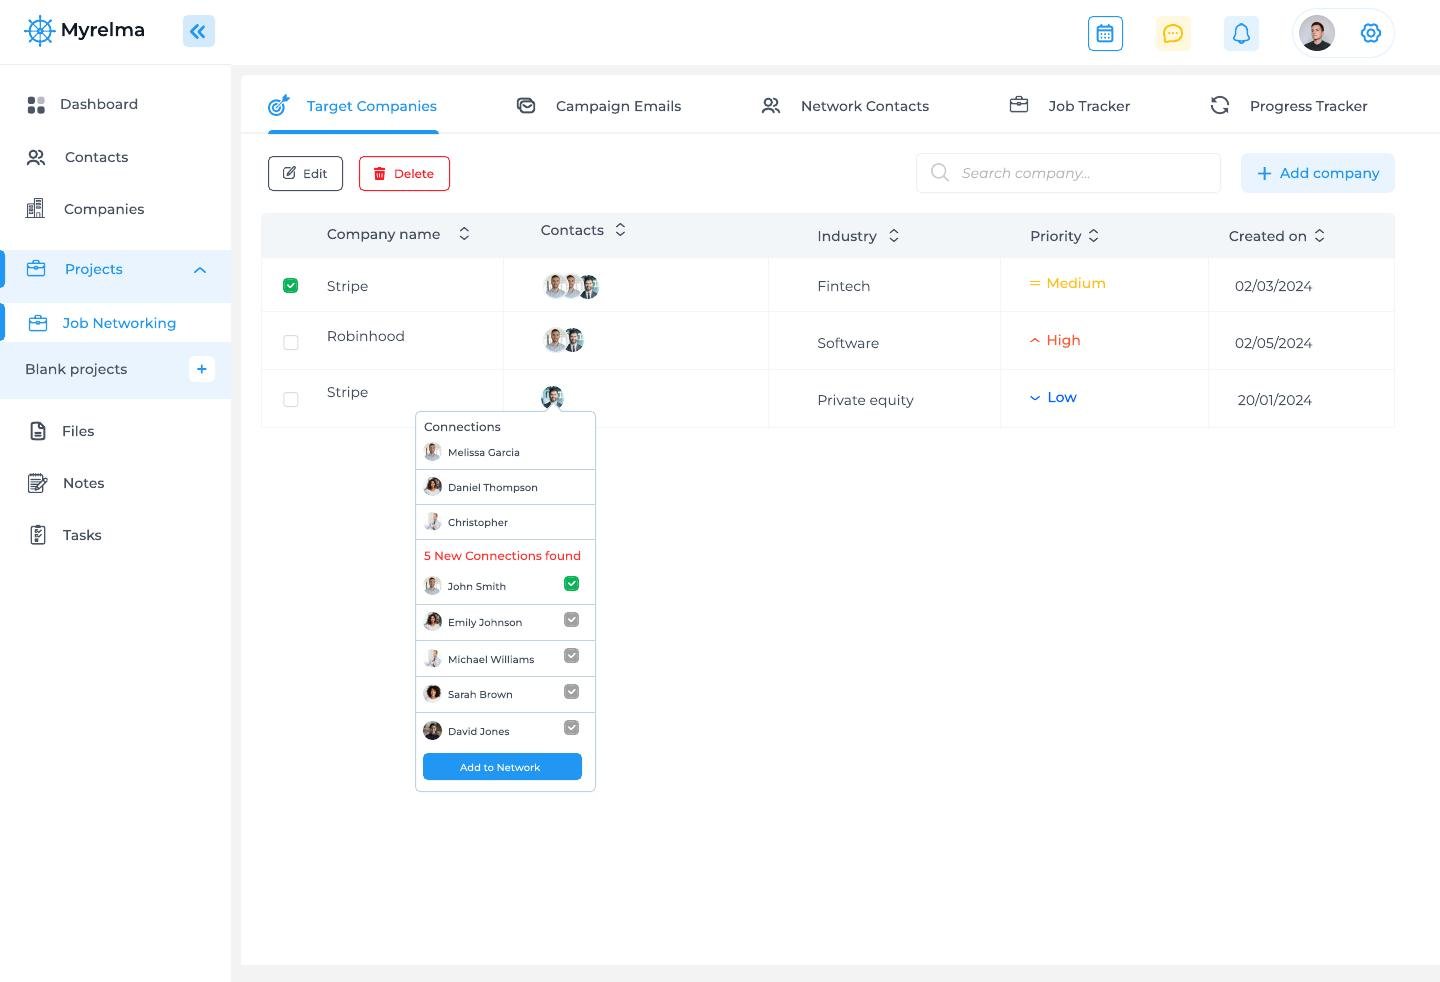 Myrelma
Dashboard
Contacts
Companies
Projects
Job Networking
Blank projects
Files
Notes
Tasks
Target Companies
Campaign Emails
Network Contacts
Job Tracker
Progress Tracker
Edit
Delete
Search company...
Add company
Company name Contacts Industry Priority Created on
Stripe Fintech Medium 02/03/2024
Robinhood Software High 02/05/2024
Stripe Private equity Low 20/01/2024
Connections
Melissa Garcia
Daniel Thompson
Christopher
5 New Connections found
John Smith
Emily Johnson
Michael Williams
Sarah Brown
David Jones
Add to Network